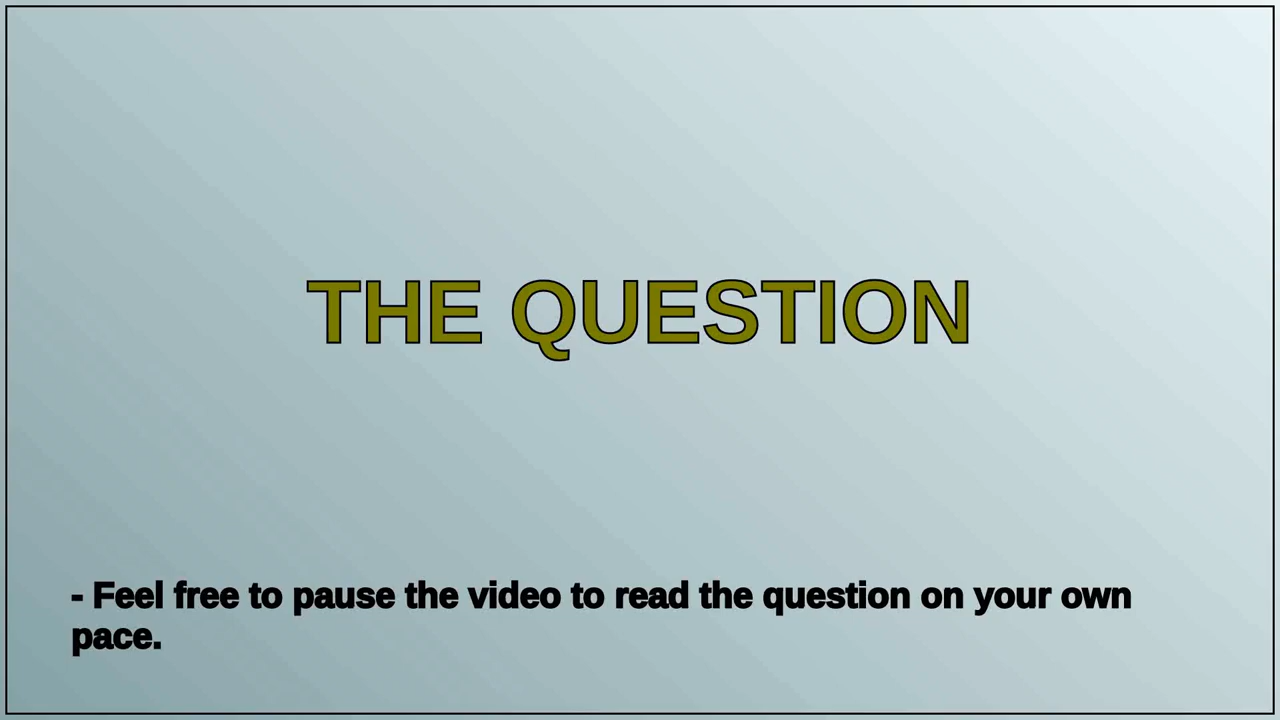 THE QUESTION
- Feel free to pause the video to read the question on your own
pace.